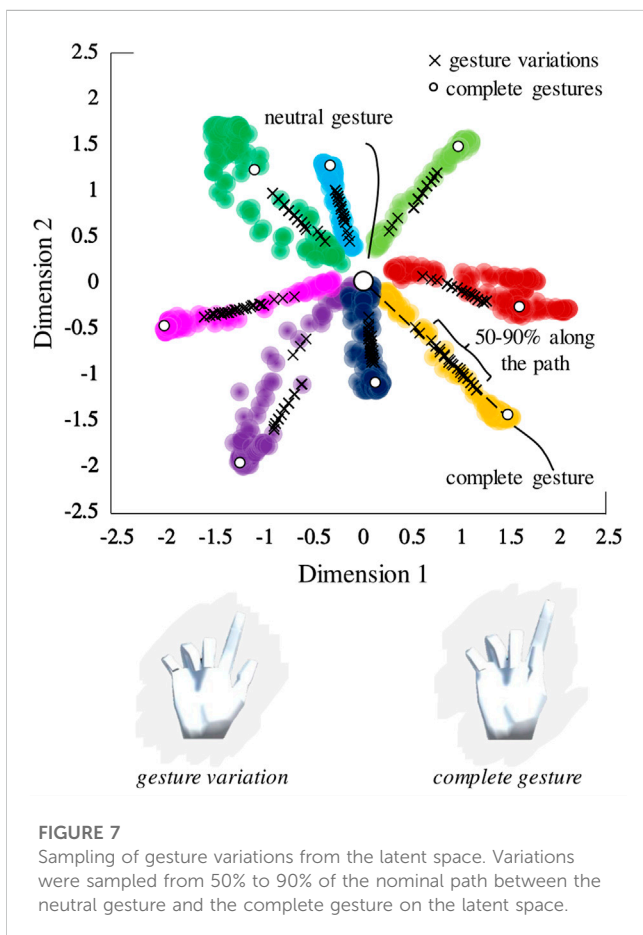 2.5
2
1.5
1
0.5
0
-0.5
-1
-1.5
-2
-2.5
Dimension 2
× gesture variations
complete gestures
neutral gesture
50-90% along
the path
complete gesture
-2.5 -2 -1.5 -1 -0.5 0 0.5 1 1.5 2 2.5
Dimension 1
gesture variation
complete gesture
FIGURE 7
Sampling of gesture variations from the latent space. Variations
were sampled from 50% to 90% of the nominal path between the
neutral gesture and the complete gesture on the latent space.